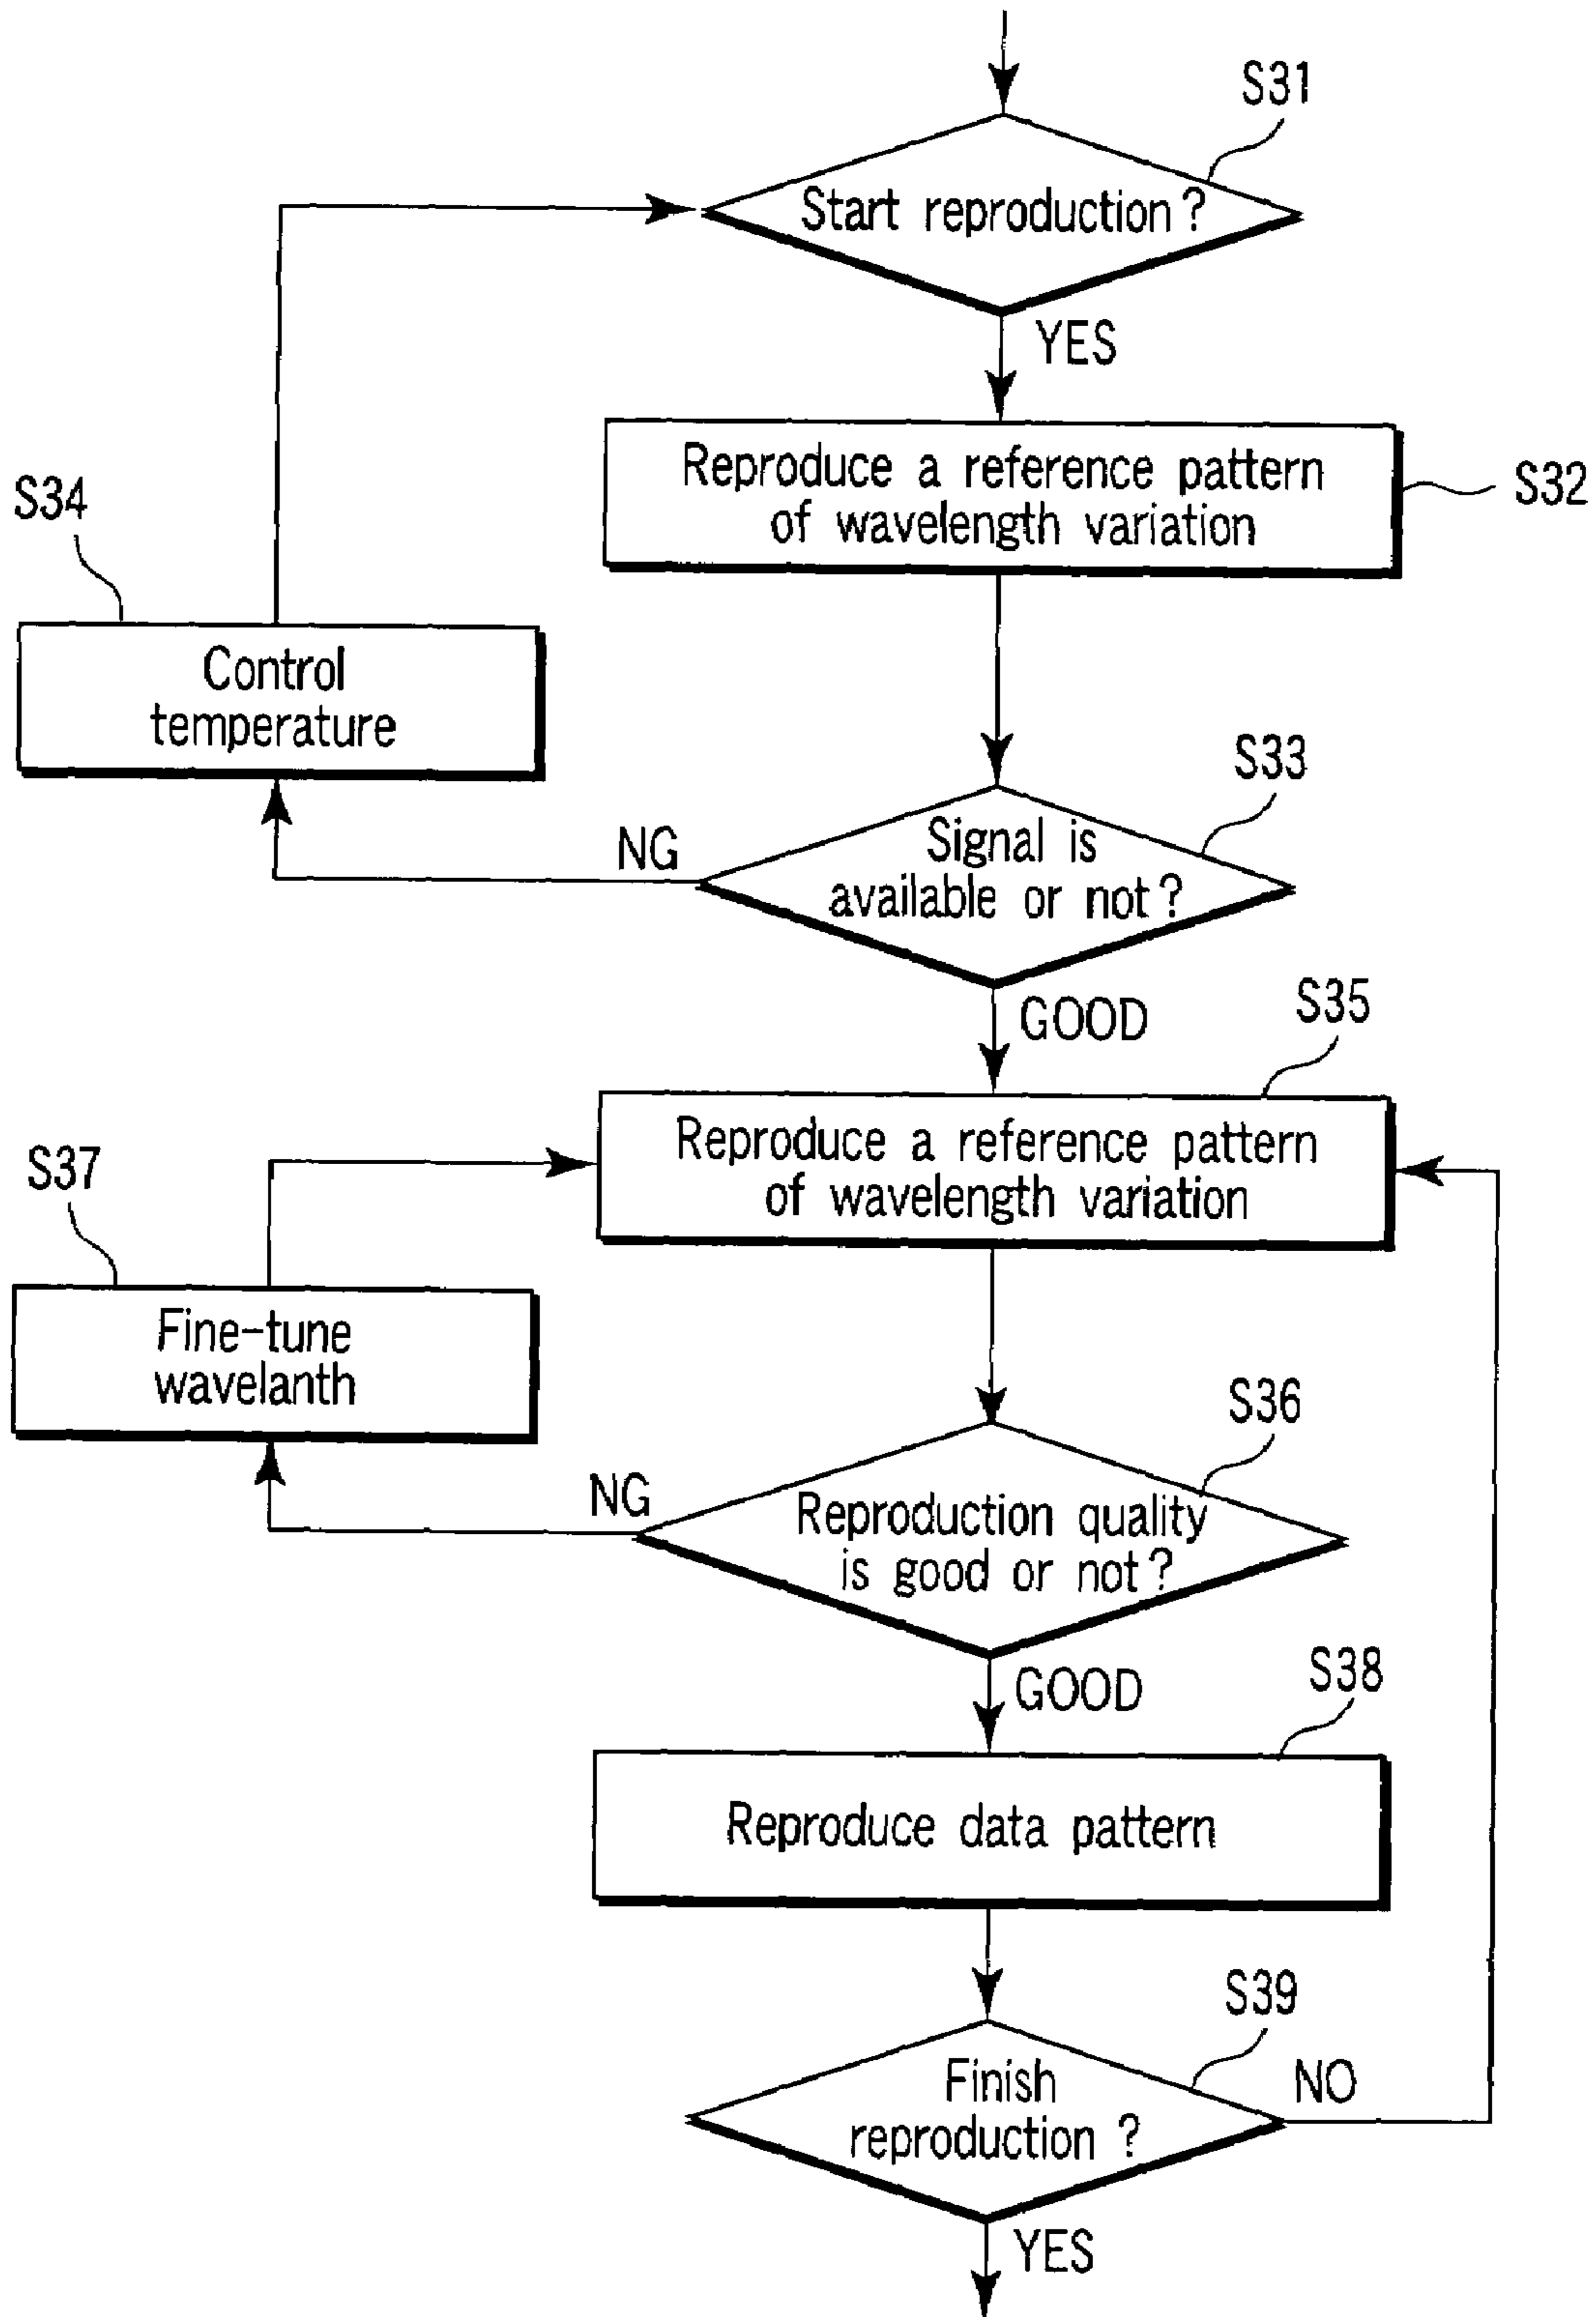 S31
Start reproduction?
YES
Reproduce a reference pattern
of wavelength variation
S32
S34
Control
temperature
S33
Signal is
available or not?
NG
GOOD
S35
Reproduce a reference pattern
of wavelength variation
S37
Fine-tune
wavelanth
S36
Reproduction quality
is good or not?
NG
GOOD
S38
Reproduce data pattern
S39
Finish
reproduction ?
NO
YES